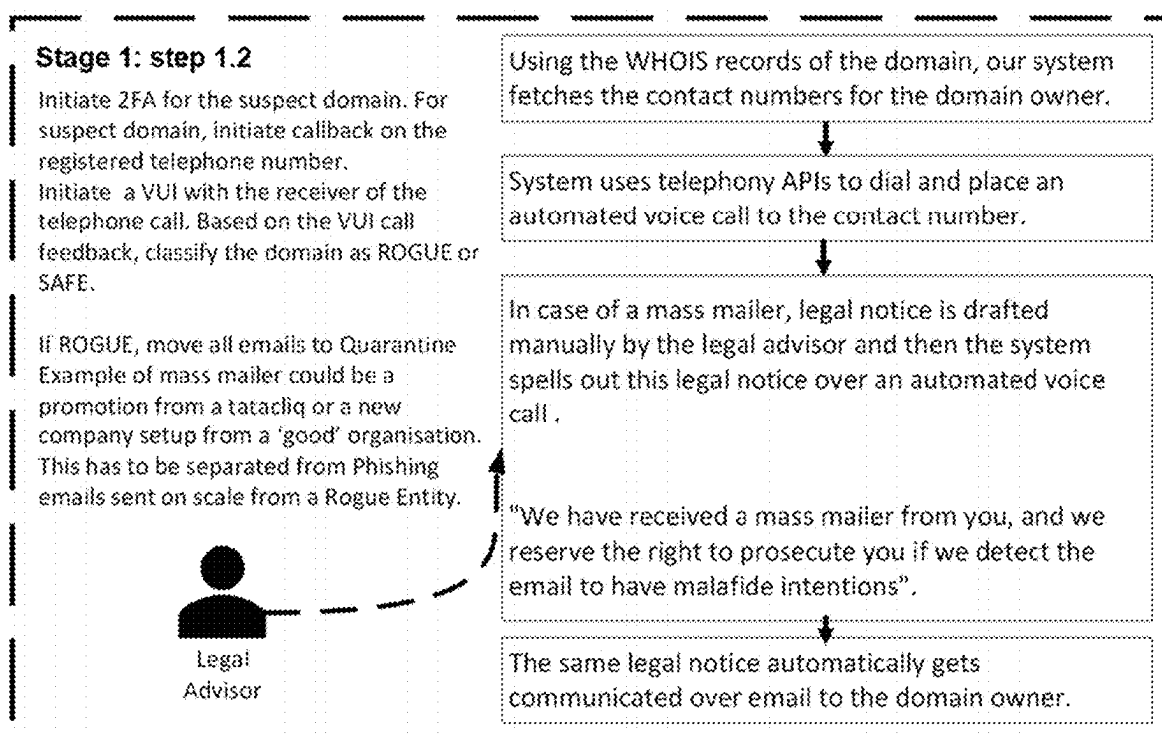 Stage 1: step 1.2
Initiate 2FA for the suspect domain. For
suspect domain, initiate callback on the
registered telephone number.
Initiate a VUI with the receiver of the
telephone call. Based on the VUI call
feedback, classify the domain as ROGUE or
SAFE.
If ROGUE, move all emails to Quarantine
Example of mass mailer could be a
promotion from a tatacliq or a new
company setup from a 'good' organisation.
This has to be separated from Phishing
emails sent on scale from a Rogue Entity.
Legal
Advisor
Using the WHOIS records of the domain, our system
fetches the contact numbers for the domain owner.
System uses telephony APIs to dial and place an
automated voice call to the contact number.
In case of a mass mailer, legal notice is drafted
manually by the legal advisor and then the system
spells out this legal notice over an automated voice
call .
"We have received a mass mailer from you, and we
reserve the right to prosecute you if we detect the
email to have malafide intentions".
The same legal notice automatically gets
communicated over email to the domain owner.